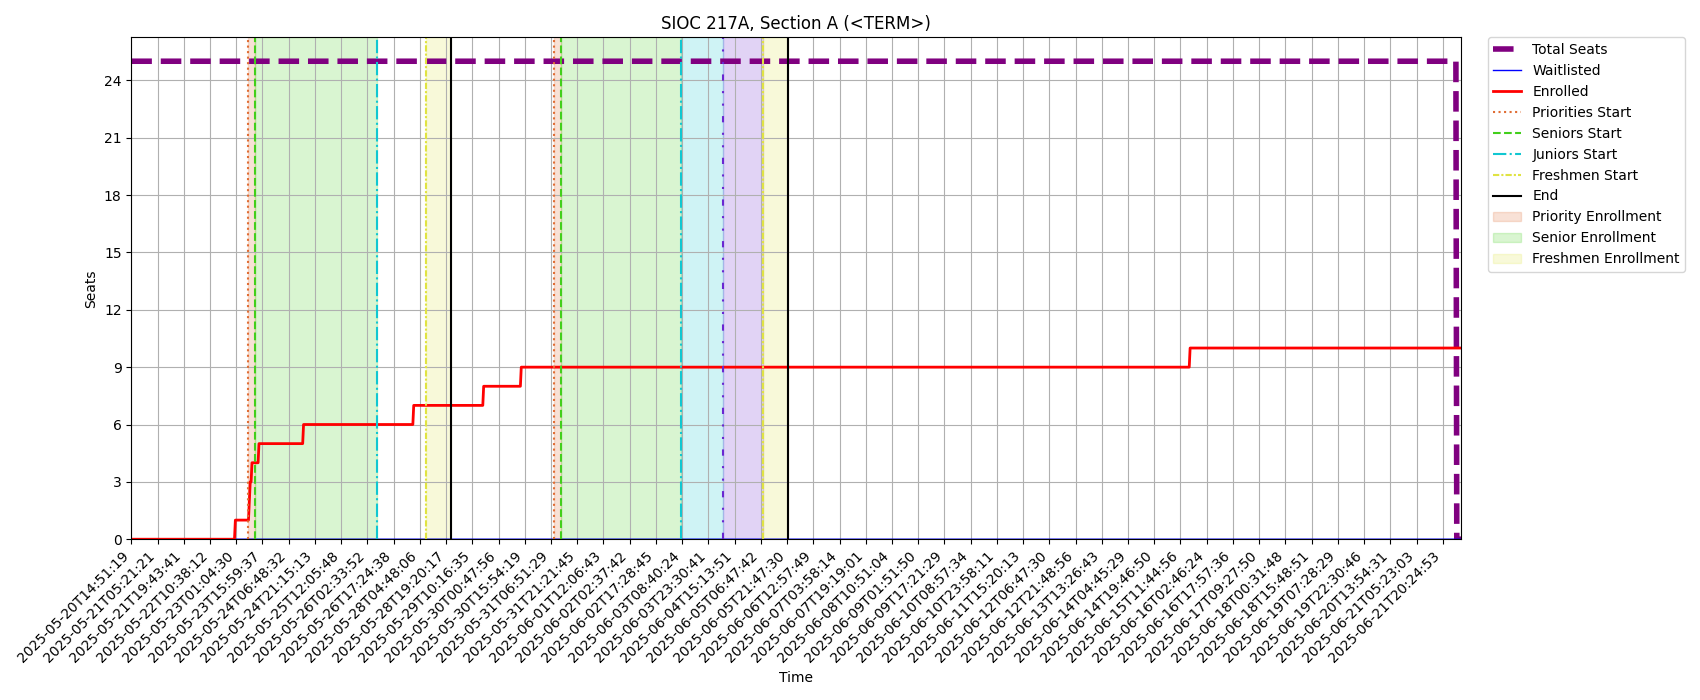 SIOC 217A, Section A (<TERM>)
Total Seats
Waitlisted
Enrolled
Priorities Start
Seniors Start
Juniors Start
Freshmen Start
End
Priority Enrollment
Senior Enrollment
Freshmen Enrollment
Seats
24
21
18
15
12
9
6
3
0
2025-05-20T14:51:19
2025-05-21T05:21:21
2025-05-21T19:43:41
2025-05-22T10:38:12
2025-05-23T01:04:30
2025-05-23T15:59:37
2025-05-24T06:48:32
2025-05-24T21:15:13
2025-05-25T12:05:48
2025-05-26T02:33:52
2025-05-26T17:24:38
2025-05-28T04:48:06
2025-05-28T19:20:17
2025-05-29T10:16:35
2025-05-30T00:47:56
2025-05-30T15:54:19
2025-05-31T06:51:29
2025-05-31T21:21:45
2025-06-01T12:06:43
2025-06-02T02:37:42
2025-06-02T17:28:45
2025-06-03T08:40:24
2025-06-03T23:30:41
2025-06-04T15:13:51
2025-06-05T06:47:42
2025-06-05T21:47:30
2025-06-06T12:57:49
2025-06-07T03:58:14
2025-06-07T19:19:01
2025-06-08T10:51:04
2025-06-09T01:51:50
2025-06-09T17:21:29
2025-06-10T08:57:34
2025-06-10T23:58:11
2025-06-11T15:20:13
2025-06-12T06:47:30
2025-06-12T21:48:56
2025-06-13T13:26:43
2025-06-14T04:45:29
2025-06-14T19:46:50
2025-06-15T11:44:56
2025-06-16T02:46:24
2025-06-16T17:57:36
2025-06-17T09:27:50
2025-06-18T00:31:48
2025-06-18T15:48:51
2025-06-19T07:28:29
2025-06-19T22:30:46
2025-06-20T13:54:31
2025-06-21T05:23:03
2025-06-21T20:24:53
Time